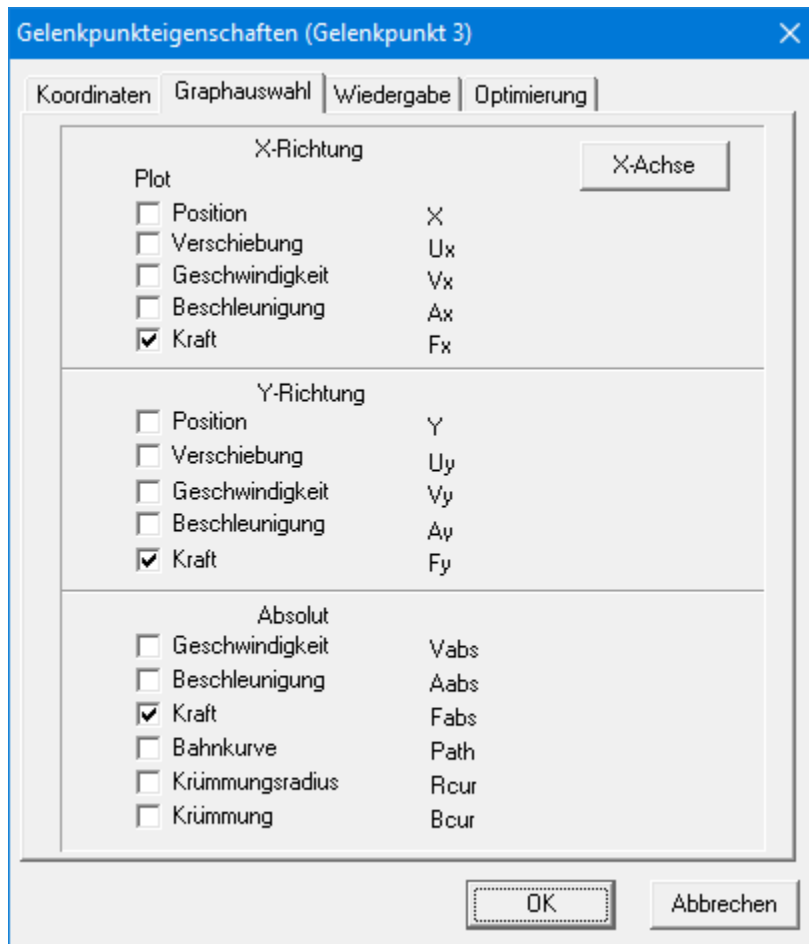 Gelenkpunkteigenschaften (Gelenkpunkt 3)
Koordinaten Graphauswahl Wiedergabe Optimierung
X-Richtung
X-Achse
Plot
Position X
Verschiebung Ux
Geschwindigkeit Vx
Beschleunigung Ax
Kraft Fx
Y-Richtung
Position Y
Verschiebung Uy
Geschwindigkeit Vy
Beschleunigung Ay
Kraft Fy
Absolut
Geschwindigkeit Vabs
Beschleunigung Aabs
Kraft Fabs
Bahnkurve Path
Krümmungsradius Rcur
Krümmung Bcur
OK Abbrechen